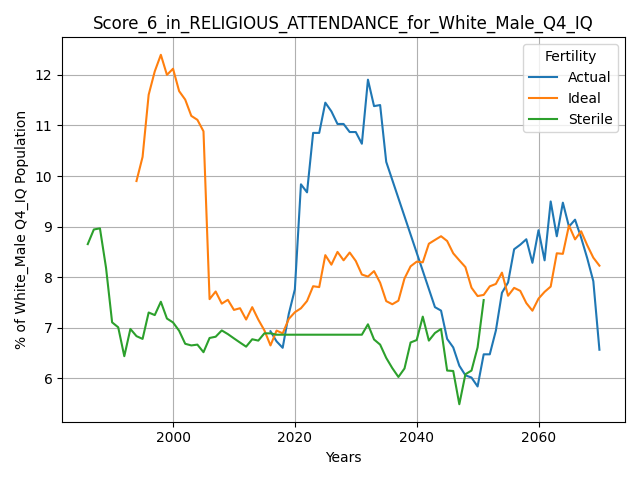 Score_6_in_RELIGIOUS_ATTENDANCE_for_White_Male_Q4_IQ
Fertility
Actual
Ideal
Sterile
% of White_Male Q4_IQ Population
12
11
10
9
8
7
6
2000
2020
2040
2060
Years